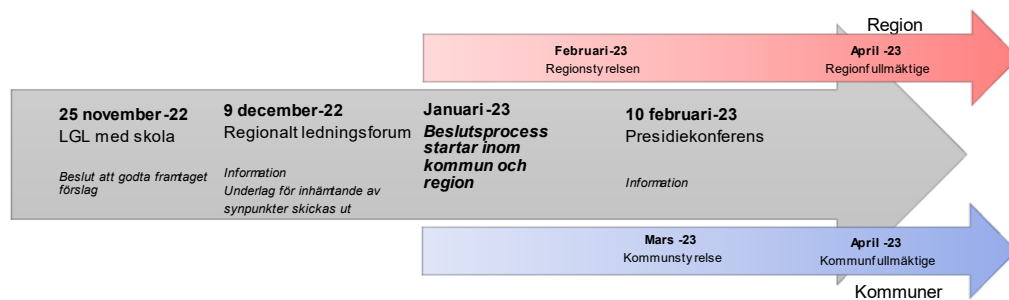 Region
Februari-23
Regionstyrelsen
April -23
Regionfullmäktige
25 november-22
LGL med skola
Beslut att godta framtaget
förslag
9 december-22
Regionalt ledningsforum
Information
Underlag för inhämtande av
synpunkter skickas ut
Januari-23
Beslutsprocess
startar inom
kommun och
region
10 februari-23
Presidiekonferens
Information
Mars -23
Kommunstyrelse
April -23
Kommunfullmäktige
Kommuner